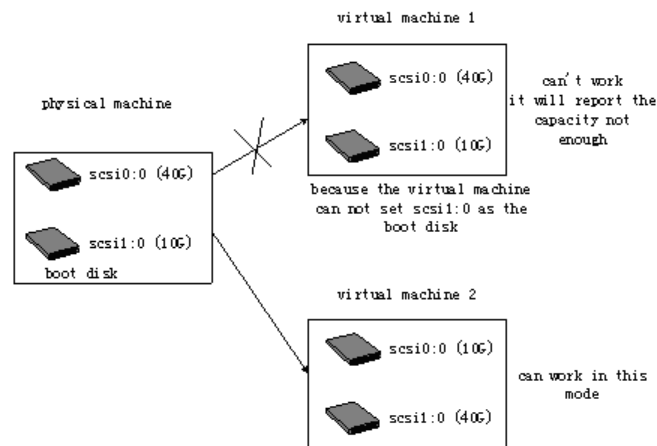 virtual machine 1
scsi0:0 (40G)
scsi1:0 (10G)
can't work
it will report the
capacity not
enough
physical machine
scsi0:0 (40G)
scsi1:0 (10G)
boot disk
because the virtual machine
can not set scsi1:0 as the
boot disk
virtual machine 2
scsi0:0 (10G)
scsi1:0 (40G)
can work in this
mode